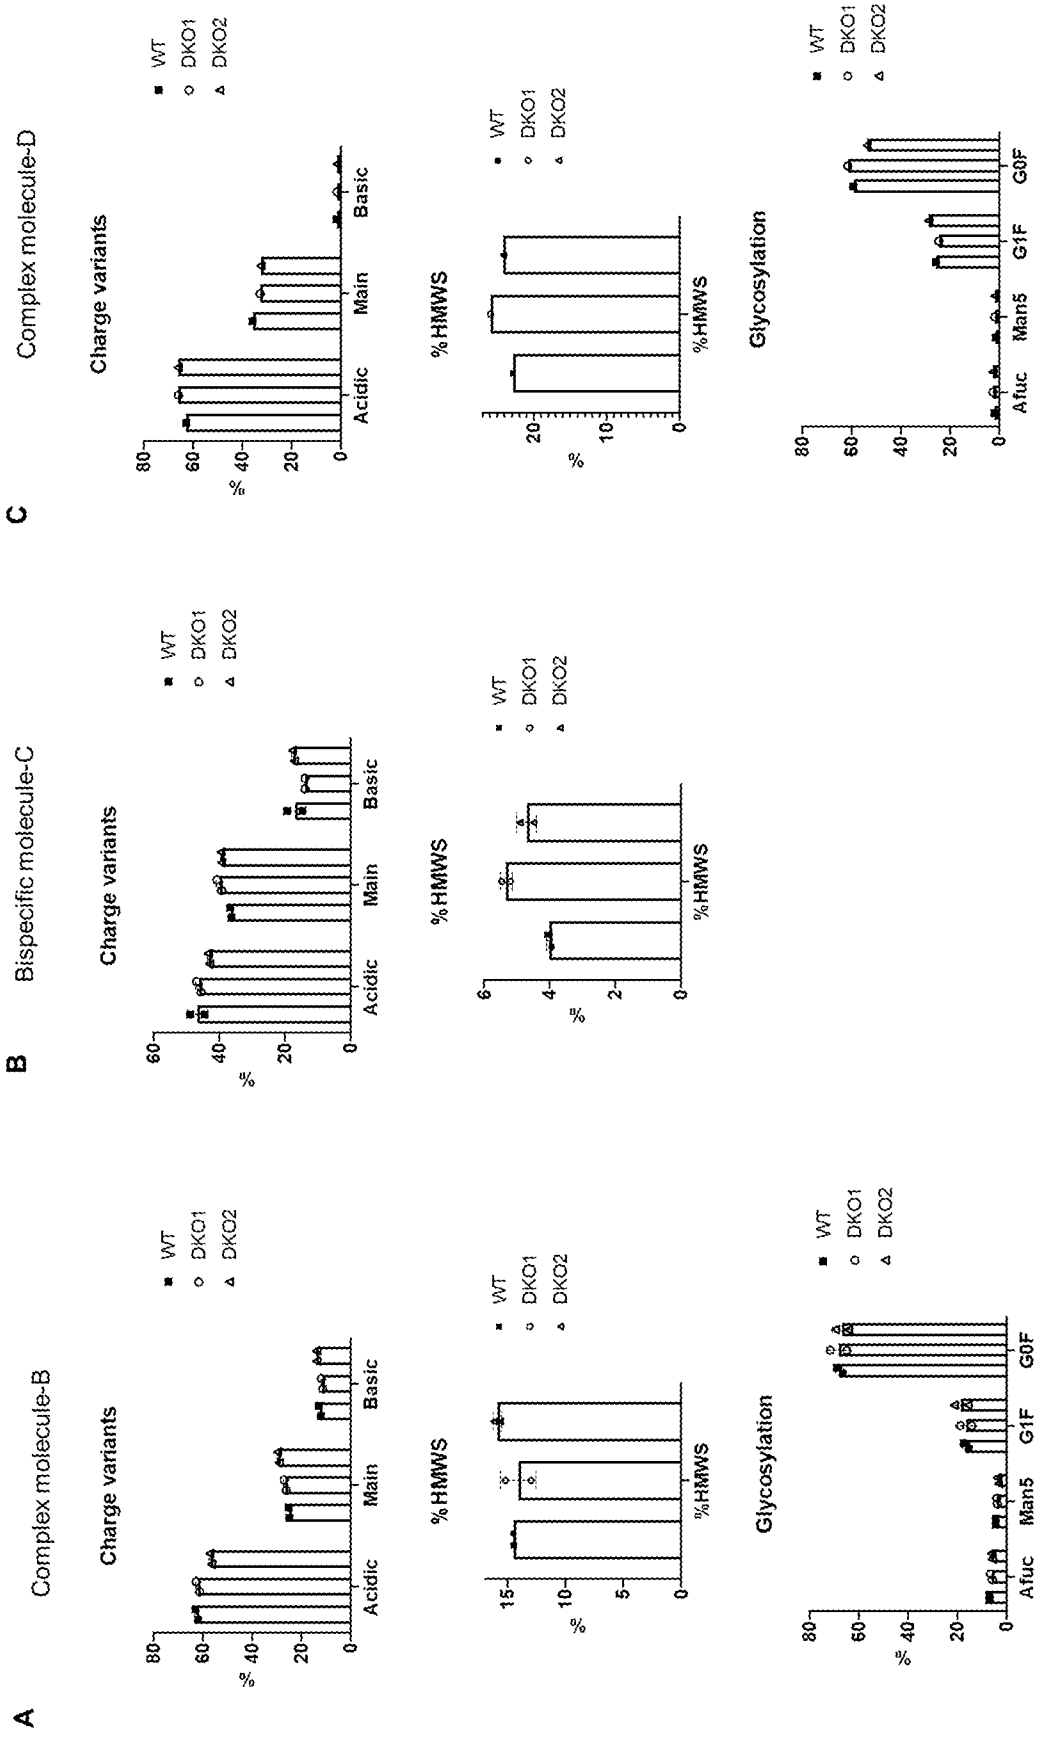 A
Complex molecule-B
Charge variants
%
80
60
40
20
0
Acidic
Main
Basic
WT
DKO1
DKO2
%HMWS
%
15
10
5
0
%HMWS
WT
DKO1
DKO2
Glycosylation
%
80
60
40
20
0
Afuc
Man5
G1F
G0F
WT
DKO1
DKO2
B
Bispecific molecule-C
Charge variants
%
60
40
20
0
Acidic
Main
Basic
WT
DKO1
DKO2
%HMWS
%
6
4
2
0
%HMWS
WT
DKO1
DKO2
C
Complex molecule-D
Charge variants
%
80
60
40
20
0
Acidic
Main
Basic
WT
DKO1
DKO2
%HMWS
%
20
10
0
%HMWS
WT
DKO1
DKO2
Glycosylation
80
60
40
20
0
Afuc
Man5
G1F
G0F
WT
DKO1
DKO2